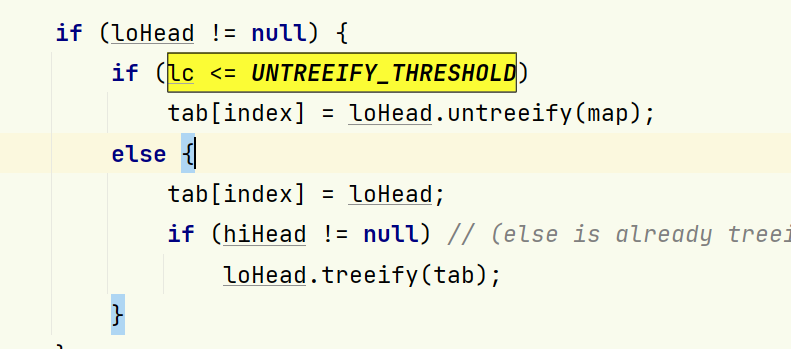 if (loHead != null) {
if (lc <= UNTREEIFY_THRESHOLD)
tab[index] = loHead.untreeify(map);
else {
tab[index] = loHead;
if (hiHead != null) // (else is already treei
loHead.treeify(tab);
}
}